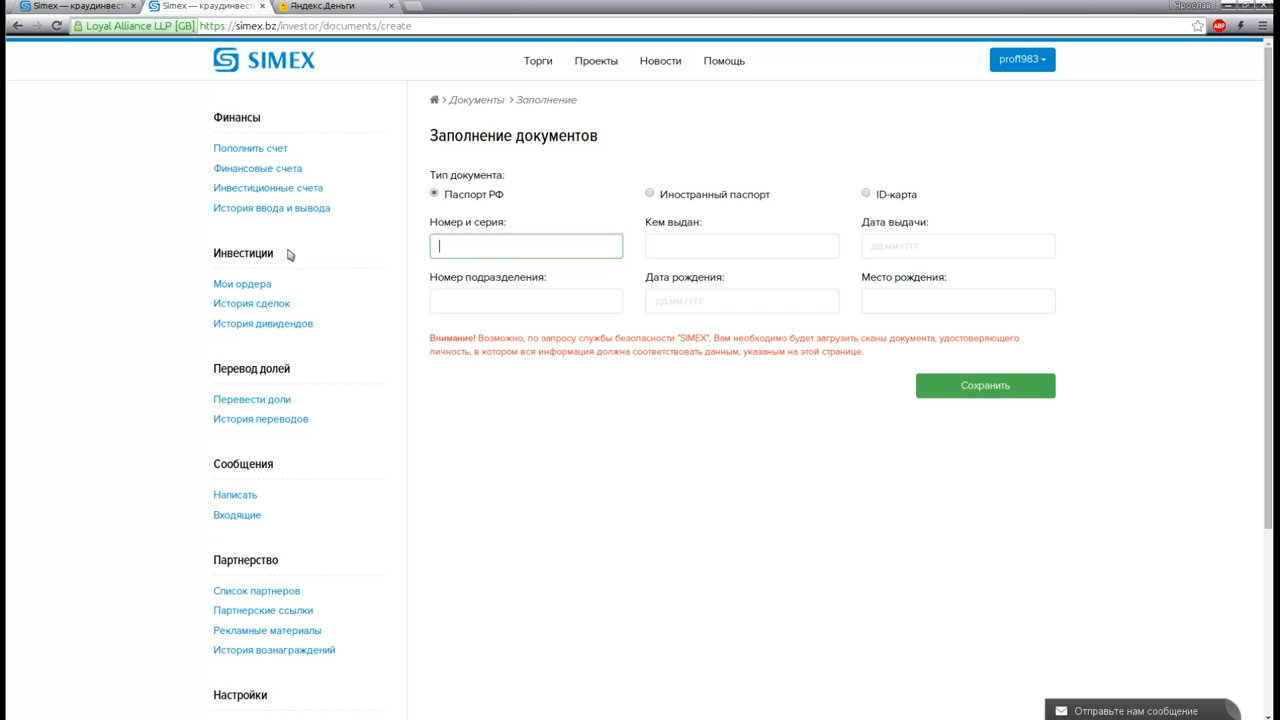 Simex — краудинвест
Simex — краудинвест
Яндекс.Деньги
Ярослав
Loyal Alliance LLP [GB]
https://simex.bz/investor/documents/create
ABP
SIMEX
Торги
Проекты
Новости
Помощь
prof1983
Финансы
Пополнить счет
Финансовые счета
Инвестиционные счета
История ввода и вывода
Инвестиции
Мои ордера
История сделок
История дивидендов
Перевод долей
Перевести доли
История переводов
Сообщения
Написать
Входящие
Партнерство
Список партнеров
Партнерские ссылки
Рекламные материалы
История вознаграждений
Настройки
Документы
Заполнение
Заполнение документов
Тип документа:
Паспорт РФ
Иностранный паспорт
ID-карта
Номер и серия:
Кем выдан:
Дата выдачи:
ДД.ММ.ГГГГ
Номер подразделения:
Дата рождения:
Место рождения:
ДД.ММ.ГГГГ
Внимание! Возможно, по запросу службы безопасности "SIMEX", Вам необходимо будет загрузить сканы документа, удостоверяющего
личность, в котором вся информация должна соответствовать данным, указаным на этой странице.
Сохранить
Отправьте нам сообщение